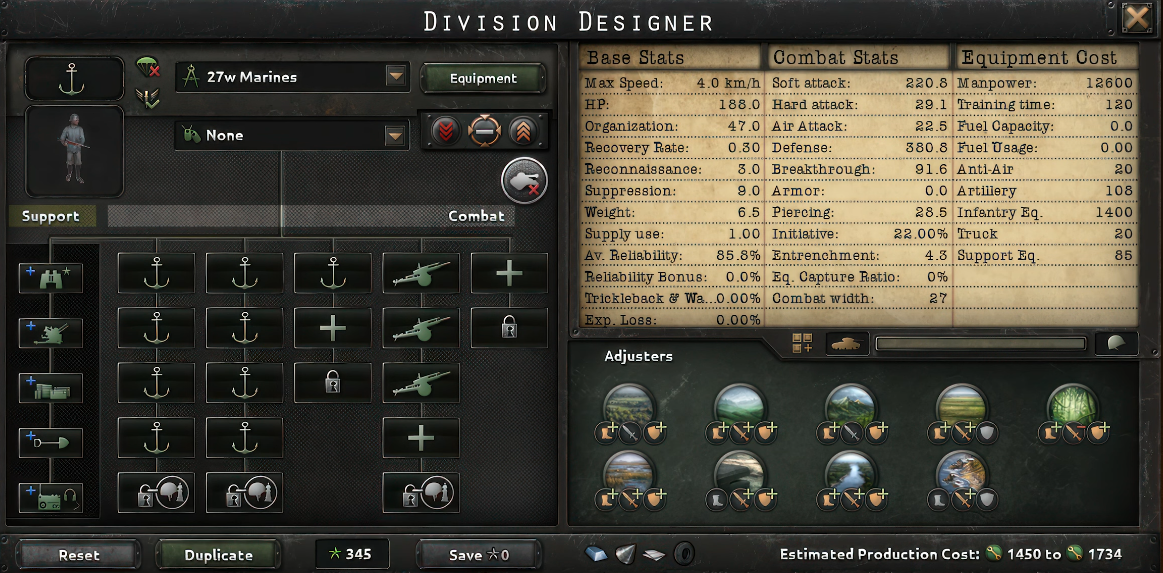 DIVISION DESIGNER
27w Marines
Equipment
None
Support
Combat
Base Stats
Max Speed: 4.0 km/h
HP: 188.0
Organization: 47.0
Recovery Rate: 0.30
Reconnaissance: 3.0
Suppression: 9.0
Weight: 6.5
Supply use: 1.00
Av. Reliability: 85.8%
Reliability Bonus: 0.0%
Trickleback & Wa...0.00%
Exp. Loss: 0.00%
Combat Stats
Soft attack: 220.8
Hard attack: 29.1
Air Attack: 22.5
Defense: 380.8
Breakthrough: 91.6
Armor: 0.0
Piercing: 28.5
Initiative: 22.00%
Entrenchment: 4.3
Eq. Capture Ratio: 0%
Combat width: 27
Equipment Cost
Manpower: 12600
Training time: 120
Fuel Capacity: 0.0
Fuel Usage: 0.00
Anti-Air 20
Artillery 108
Infantry Eq. 1400
Truck 20
Support Eq. 85
Adjusters
Reset
Duplicate
345
Save 0
Estimated Production Cost: 1450 to 1734